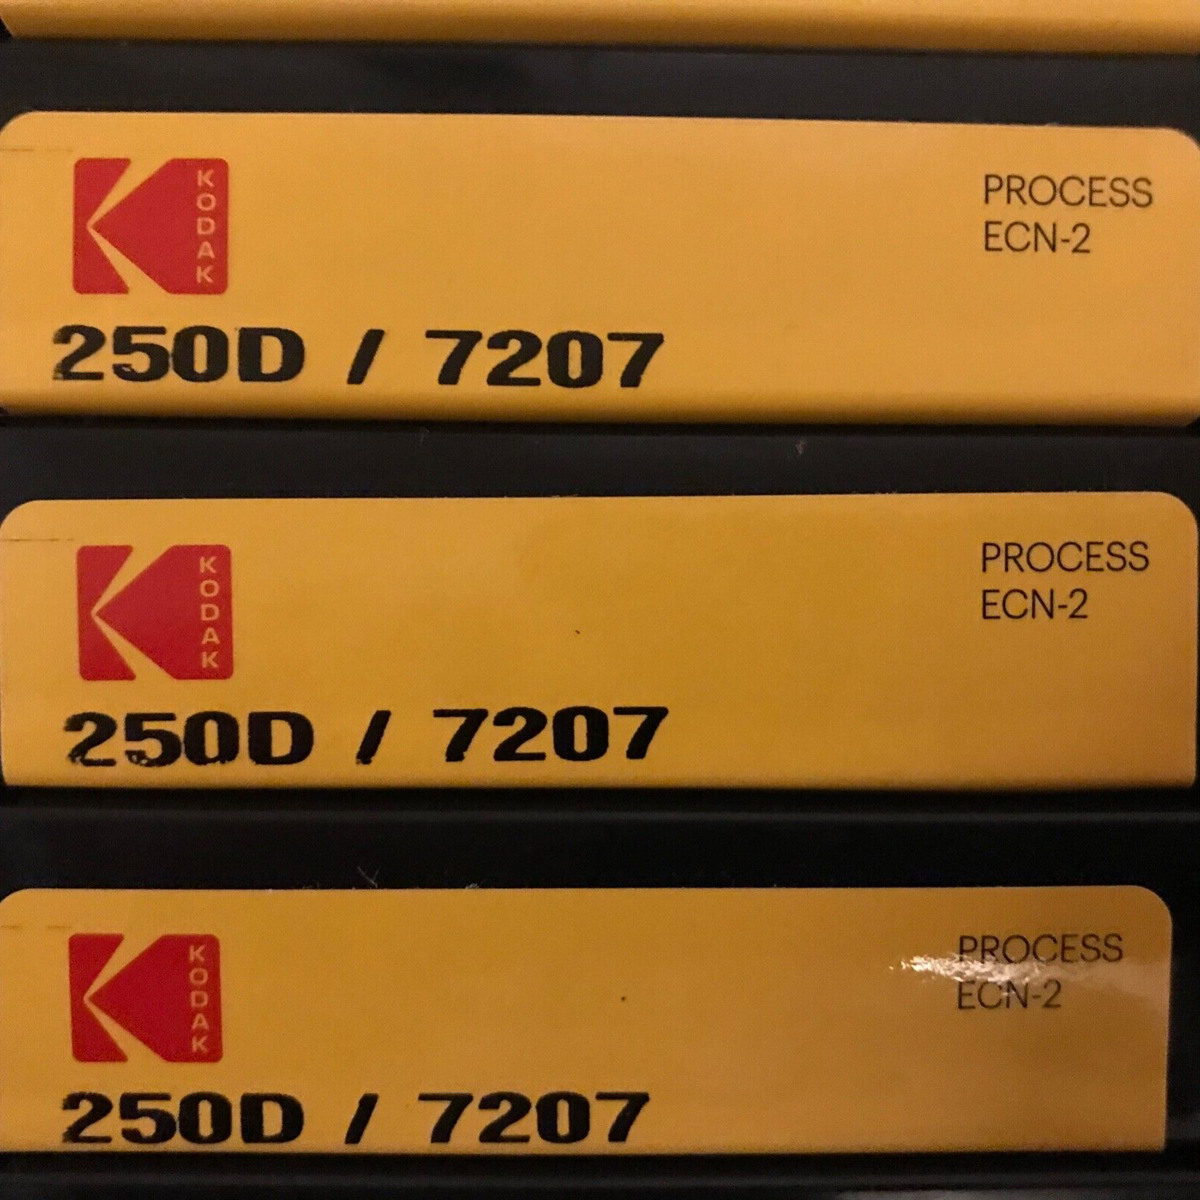 KODAK
PROCESS
ECN-2
250D / 7207
KODAK
PROCESS
ECN-2
250D / 7207
KODAK
PROCESS
ECN-2
250D / 7207